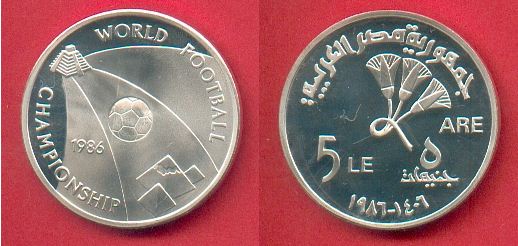 WORLD FOOTBALL
CHAMPIONSHIP
1986
جمهورية مصر العربية
ARE
5 LE
٥
جنيهات
١٩٨٦-١٤٠٦